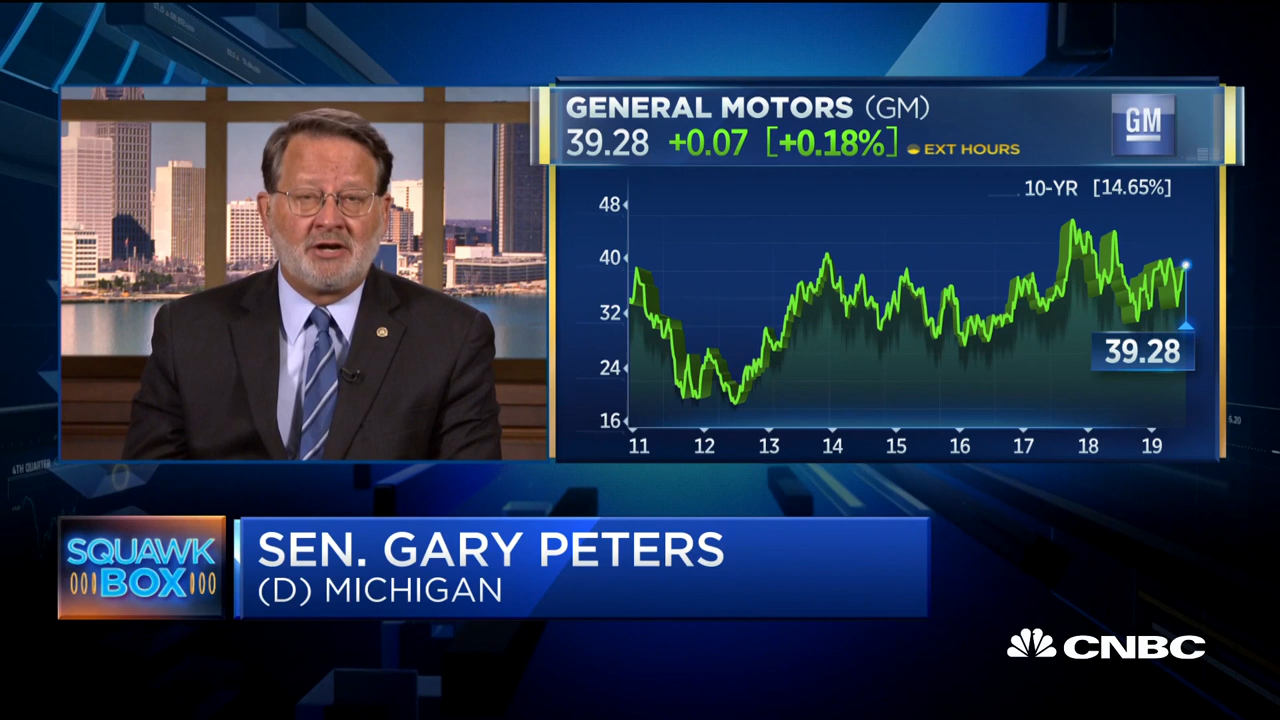 GENERAL MOTORS (GM)
39.28 +0.07 [+0.18%] EXT HOURS
GM
10-YR [14.65%]
48
40
32
24
16
39.28
11 12 13 14 15 16 17 18 19
4TH QUARTER
SQUAWK
BOX
SEN. GARY PETERS
(D) MICHIGAN
CNBC